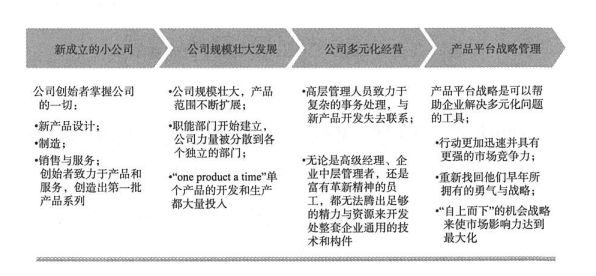 新成立的小公司
公司规模壮大发展
公司多元化经营
产品平台战略管理
公司创始者掌握公司
的一切：
•新产品设计；
•制造；
•销售与服务；
创始者致力于产品和
服务，创造出第一批
产品系列
•公司规模壮大，产品
范围不断扩展；
•职能部门开始建立，
公司力量被分散到各
个独立的部门；
•“one product a time”单
个产品的开发和生产
都大量投入
•高层管理人员致力于
复杂的事务处理，与
新产品开发失去联系；
•无论是高级经理、企
业中层管理者，还是
富有革新精神的员
工，都无法腾出足够
的精力与资源来开发
处整套企业通用的技
术和构件
产品平台战略是可以帮
助企业解决多元化问题
的工具；
•行动更加迅速并具有
更强的市场竞争力；
•重新找回他们早年所
拥有的勇气与战略；
•“自上而下”的机会战略
来使市场影响力达到
最大化